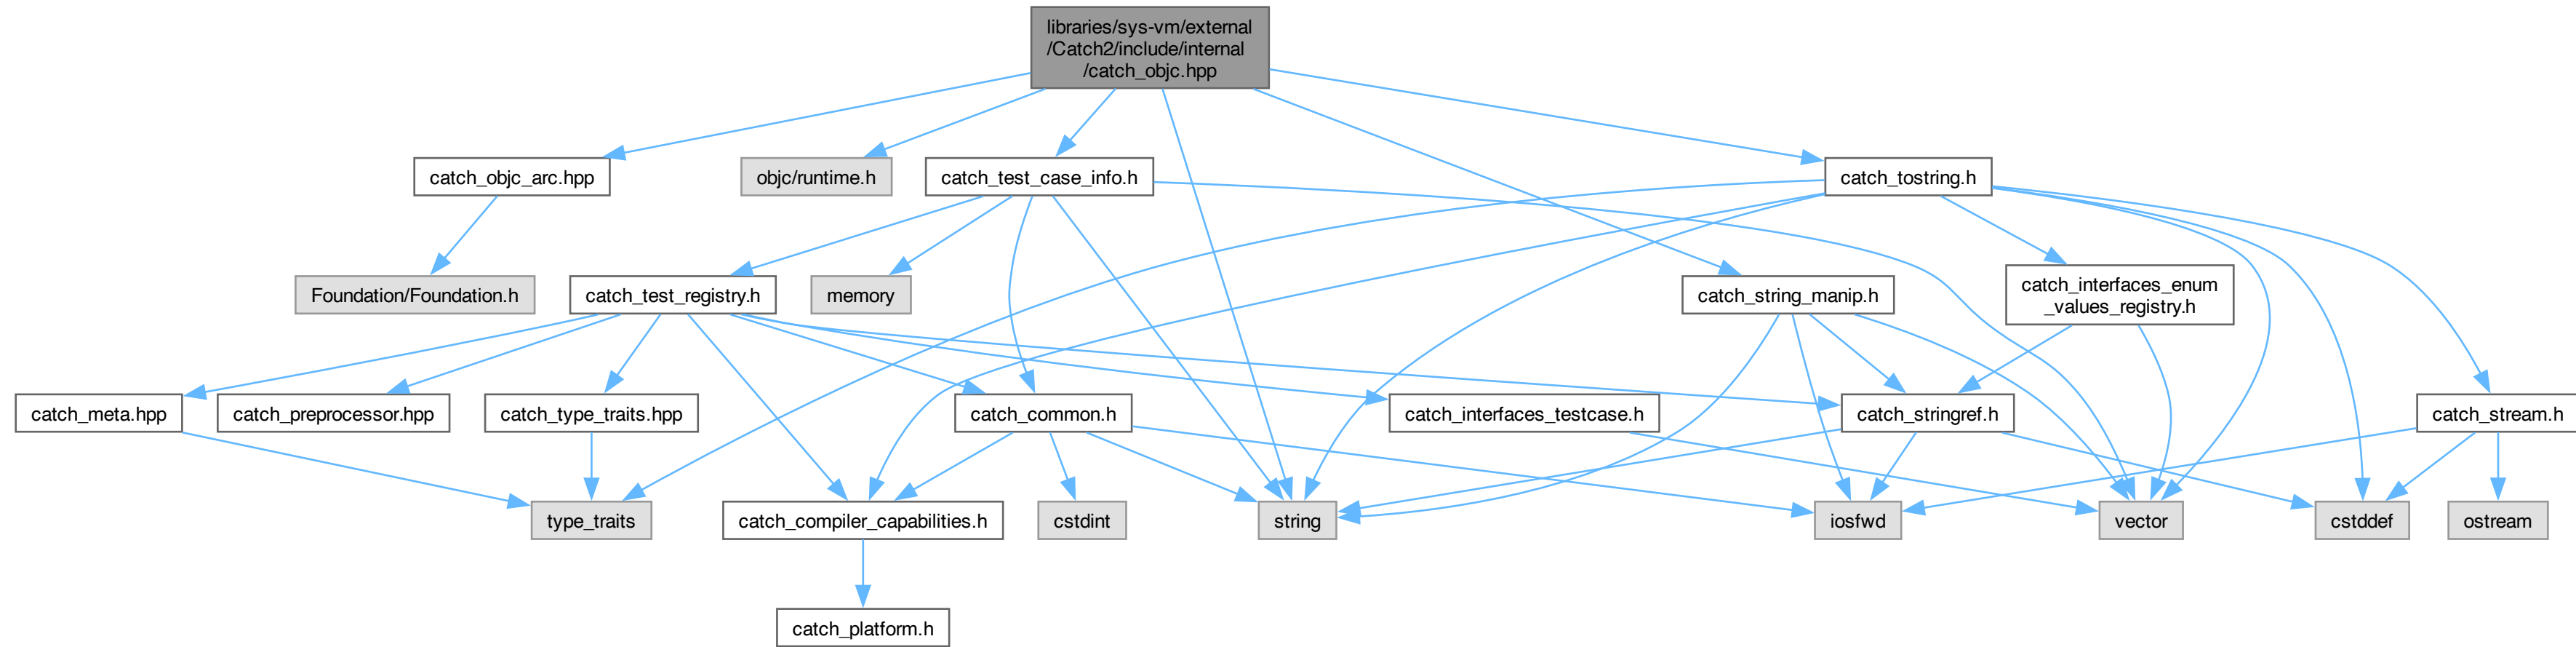 libraries/sys-vm/external
/Catch2/include/internal
/catch_objc.hpp
catch_objc_arc.hpp
objc/runtime.h
catch_test_case_info.h
catch_tostring.h
Foundation/Foundation.h
catch_test_registry.h
memory
catch_string_manip.h
catch_interfaces_enum
_values_registry.h
catch_meta.hpp
catch_preprocessor.hpp
catch_type_traits.hpp
catch_common.h
catch_interfaces_testcase.h
catch_stringref.h
catch_stream.h
type_traits
catch_compiler_capabilities.h
cstdint
string
iosfwd
vector
cstddef
ostream
catch_platform.h